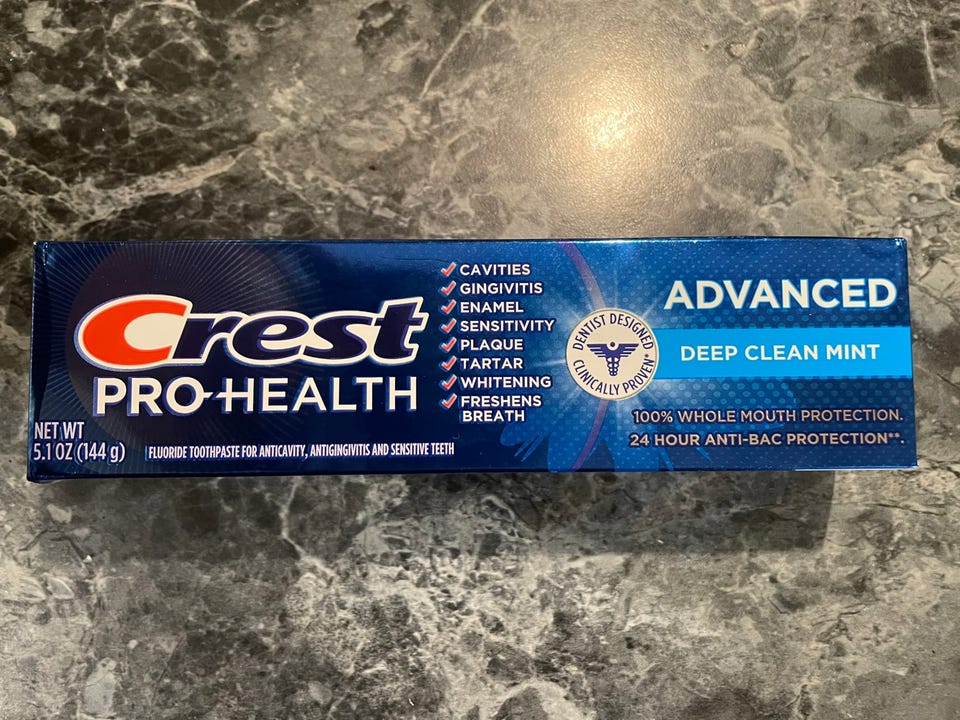 Crest
PRO-HEALTH
NET WT
5.1 OZ (144 g)
FLUORIDE TOOTHPASTE FOR ANTICAVITY, ANTIGINGIVITIS AND SENSITIVE TEETH
CAVITIES
GINGIVITIS
ENAMEL
SENSITIVITY
PLAQUE
TARTAR
WHITENING
FRESHENS
BREATH
DENTIST DESIGNED
CLINICALLY PROVEN*
ADVANCED
DEEP CLEAN MINT
100% WHOLE MOUTH PROTECTION.
24 HOUR ANTI-BAC PROTECTION**.